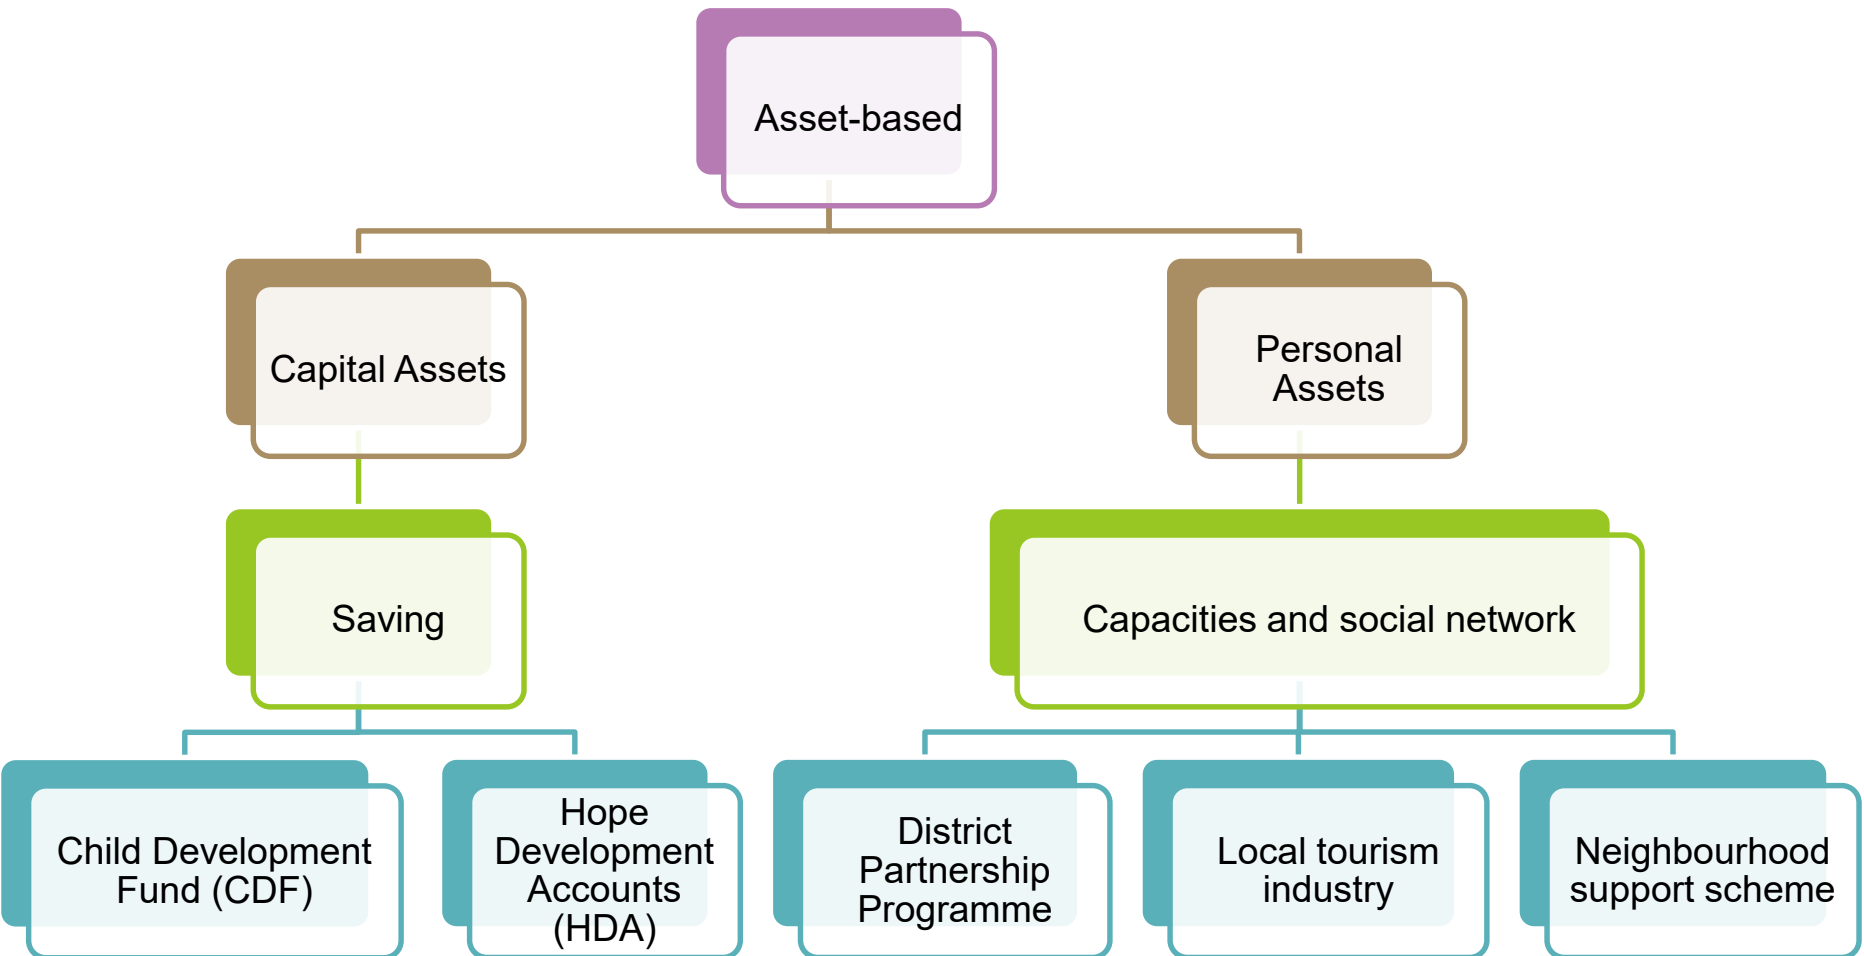 Asset-based
Capital Assets
Personal
Assets
Saving
Capacities and social network
Child Development
Fund (CDF)
Hope
Development
Accounts
(HDA)
District
Partnership
Programme
Local tourism
industry
Neighbourhood
support scheme